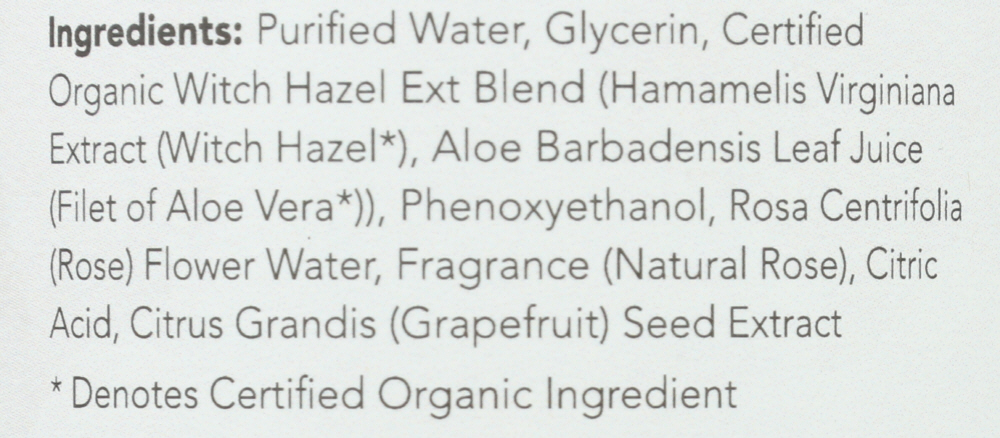 Ingredients: Purified Water, Glycerin, Certified
Organic Witch Hazel Ext Blend (Hamamelis Virginiana
Extract (Witch Hazel*), Aloe Barbadensis Leaf Juice
(Filet of Aloe Vera*)), Phenoxyethanol, Rosa Centrifolia
(Rose) Flower Water, Fragrance (Natural Rose), Citric
Acid, Citrus Grandis (Grapefruit) Seed Extract
* Denotes Certified Organic Ingredient